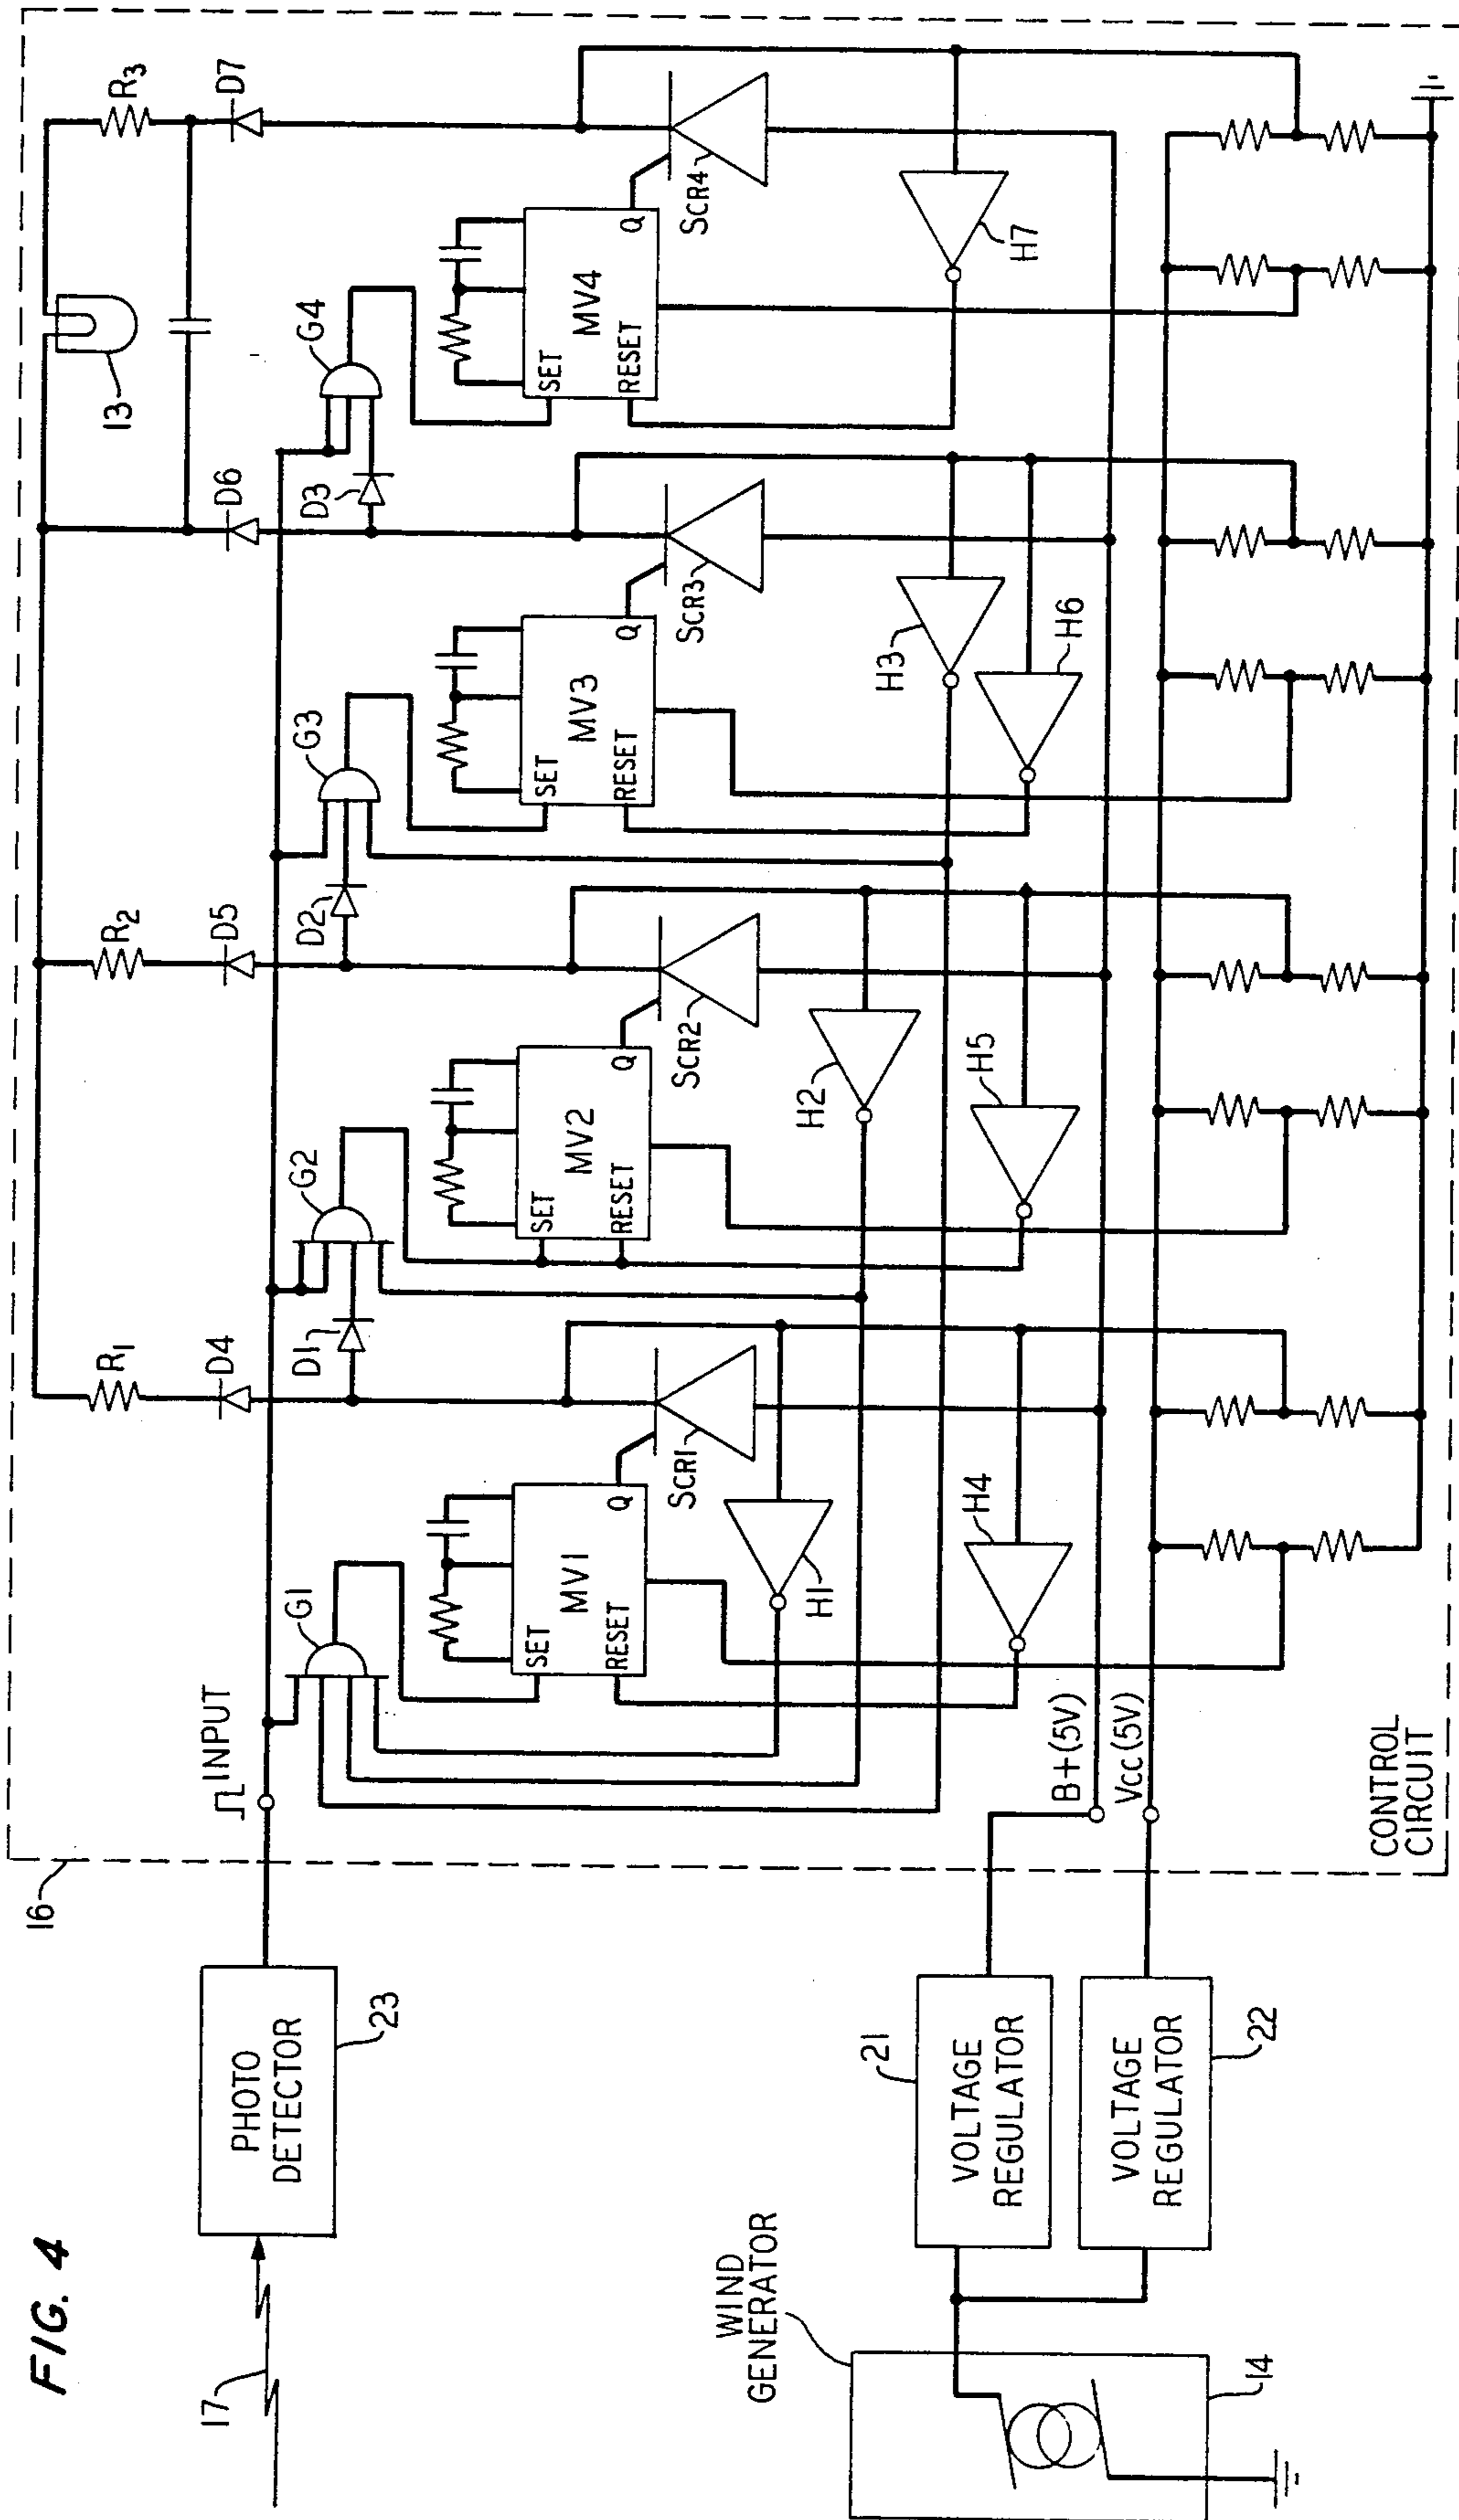 FIG. 4
17
PHOTO
DETECTOR
23
16
INPUT
WIND
GENERATOR
14
VOLTAGE
REGULATOR
21
VOLTAGE
REGULATOR
22
B+(5V)
Vcc(5V)
CONTROL
CIRCUIT
R1
D4
D1
G1
MV1
SET
RESET
Q
SCR1
H1
H4
R2
D5
D2
G2
MV2
SET
RESET
Q
SCR2
H2
H5
D6
D3
G3
MV3
SET
RESET
Q
SCR3
H3
H6
13
R3
D7
G4
MV4
SET
RESET
Q
SCR4
H7